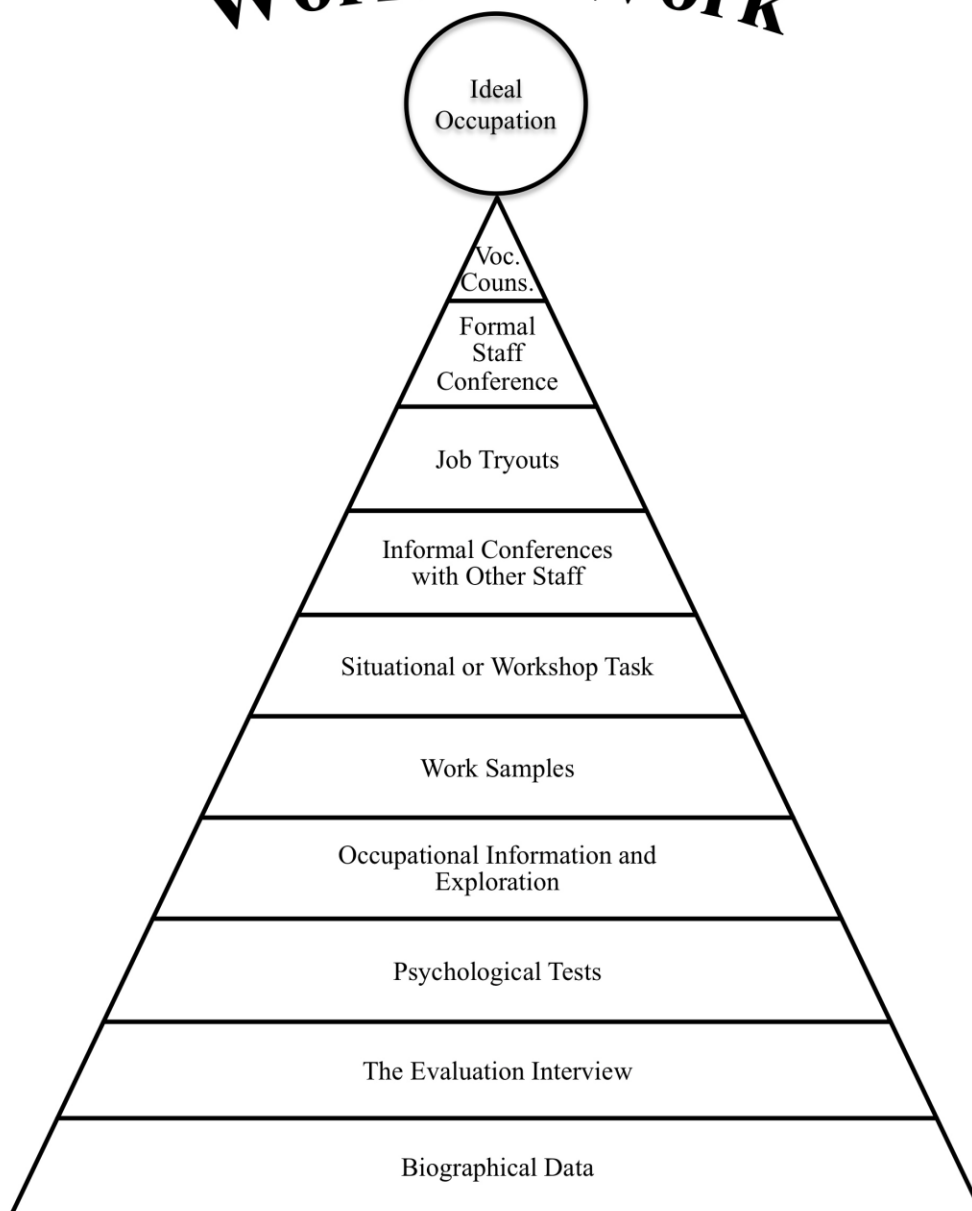 Ideal
Occupation
Voc.
Couns.
Formal
Staff
Conference
Job Tryouts
Informal Conferences
with Other Staff
Situational or Workshop Task
Work Samples
Occupational Information and
Exploration
Psychological Tests
The Evaluation Interview
Biographical Data